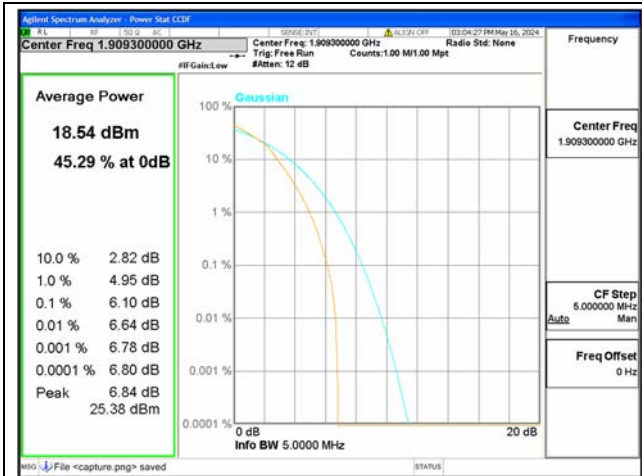 Agilent Spectrum Analyzer - Power Stat CCDF
RL RF 50 Ω AC SENSE:INT ALIGN OFF 03:04:27 PM May 16, 2024
Center Freq 1.909300000 GHz
Center Freq: 1.909300000 GHz Radio Std: None
Trig: Free Run Counts:1.00 M/1.00 Mpt
#IFGain:Low #Atten: 12 dB
Frequency
Average Power
18.54 dBm
45.29 % at 0dB
10.0 % 2.82 dB
1.0 % 4.95 dB
0.1 % 6.10 dB
0.01 % 6.64 dB
0.001 % 6.78 dB
0.0001 % 6.80 dB
Peak 6.84 dB
25.38 dBm
Gaussian
100 %
10 %
1 %
0.1 %
0.01 %
0.001 %
0.0001 %
0 dB 20 dB
Info BW 5.0000 MHz
Center Freq
1.909300000 GHz
CF Step
5.000000 MHz
Auto Man
Freq Offset
0 Hz
MSG File <capture.png> saved STATUS